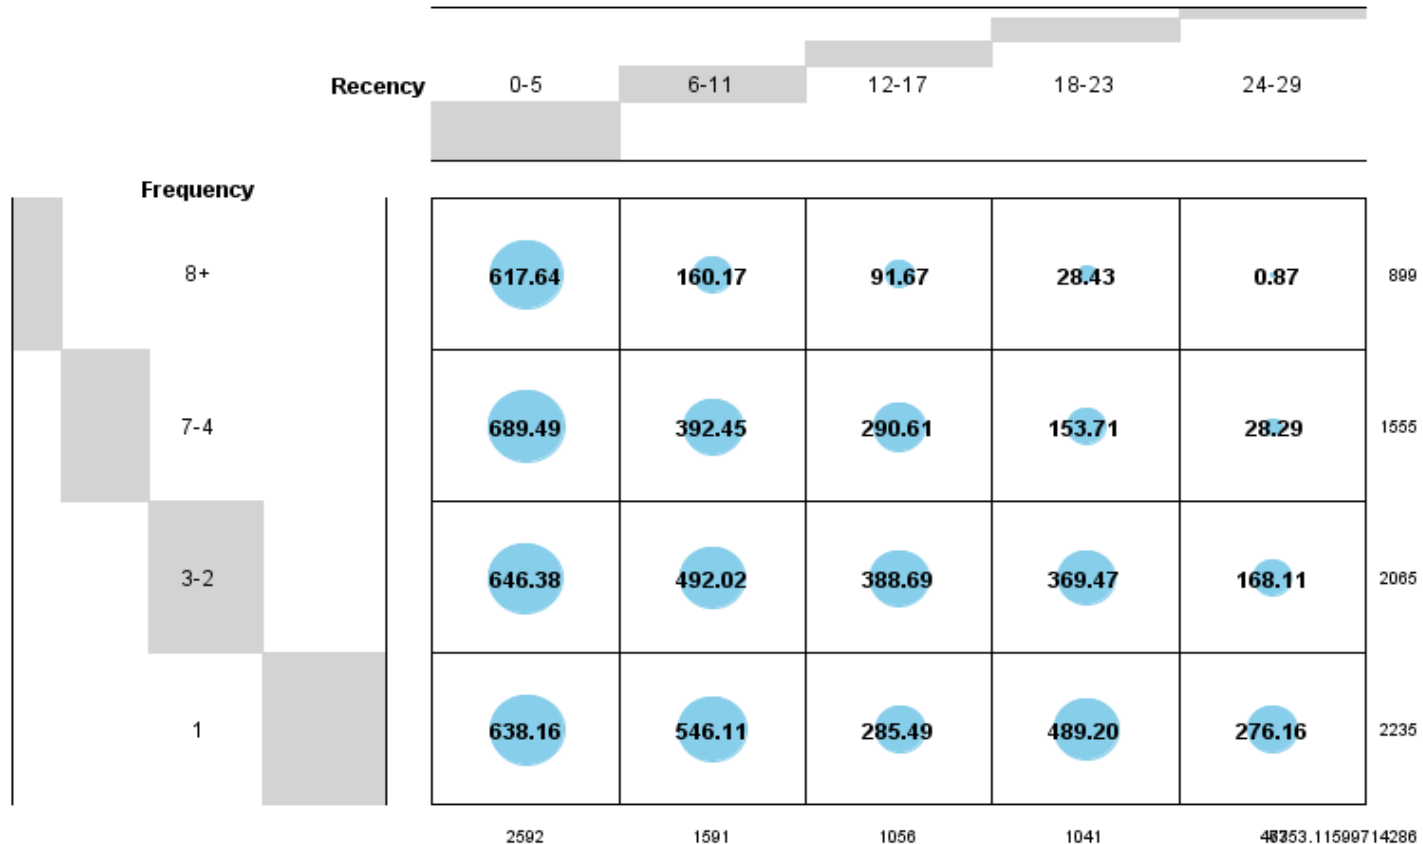 Recency 0-5 6-11 12-17 18-23 24-29
Frequency
8+ 617.64 160.17 91.67 28.43 0.87 899
7-4 689.49 392.45 290.61 153.71 28.29 1555
3-2 646.38 492.02 388.69 369.47 168.11 2065
1 638.16 546.11 285.49 489.20 276.16 2235
2592 1591 1056 1041